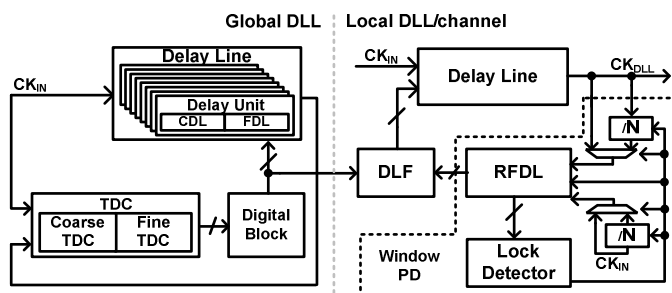 Global DLL
Local DLL/channel
Delay Line
CKIN
Delay Unit
CDL
FDL
TDC
Coarse TDC
Fine TDC
Digital Block
CKIN
Delay Line
CKDLL
/N
DLF
RFDL
Window PD
Lock Detector
/N
CKIN